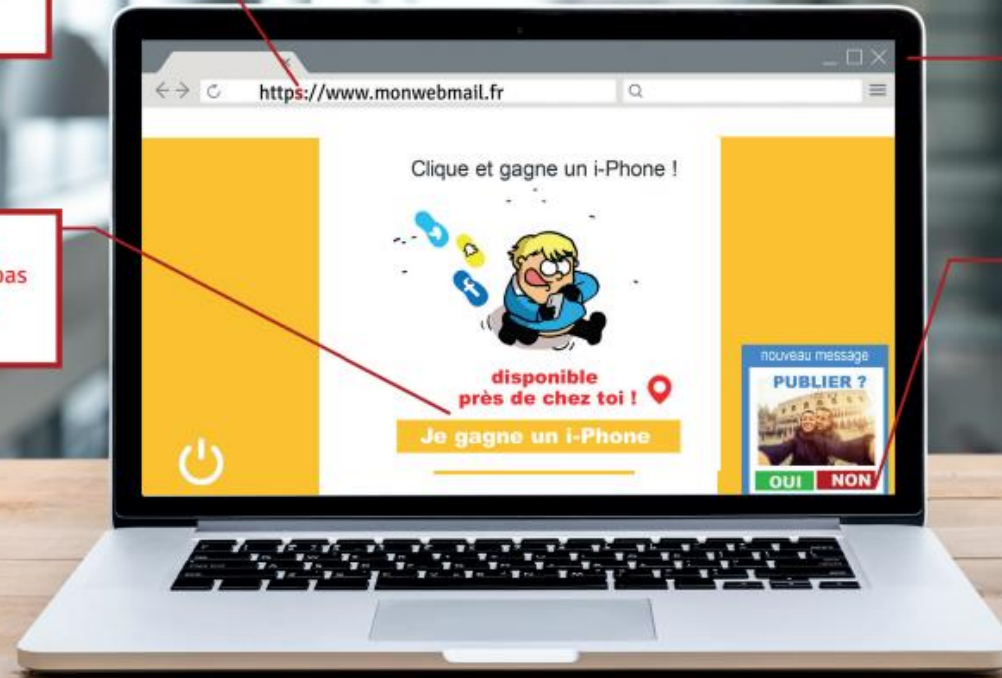 https://www.monwebmail.fr
Clique et gagne un i-Phone !
pas
disponible
près de chez toi !
Je gagne un i-Phone
nouveau message
PUBLIER ?
OUI NON